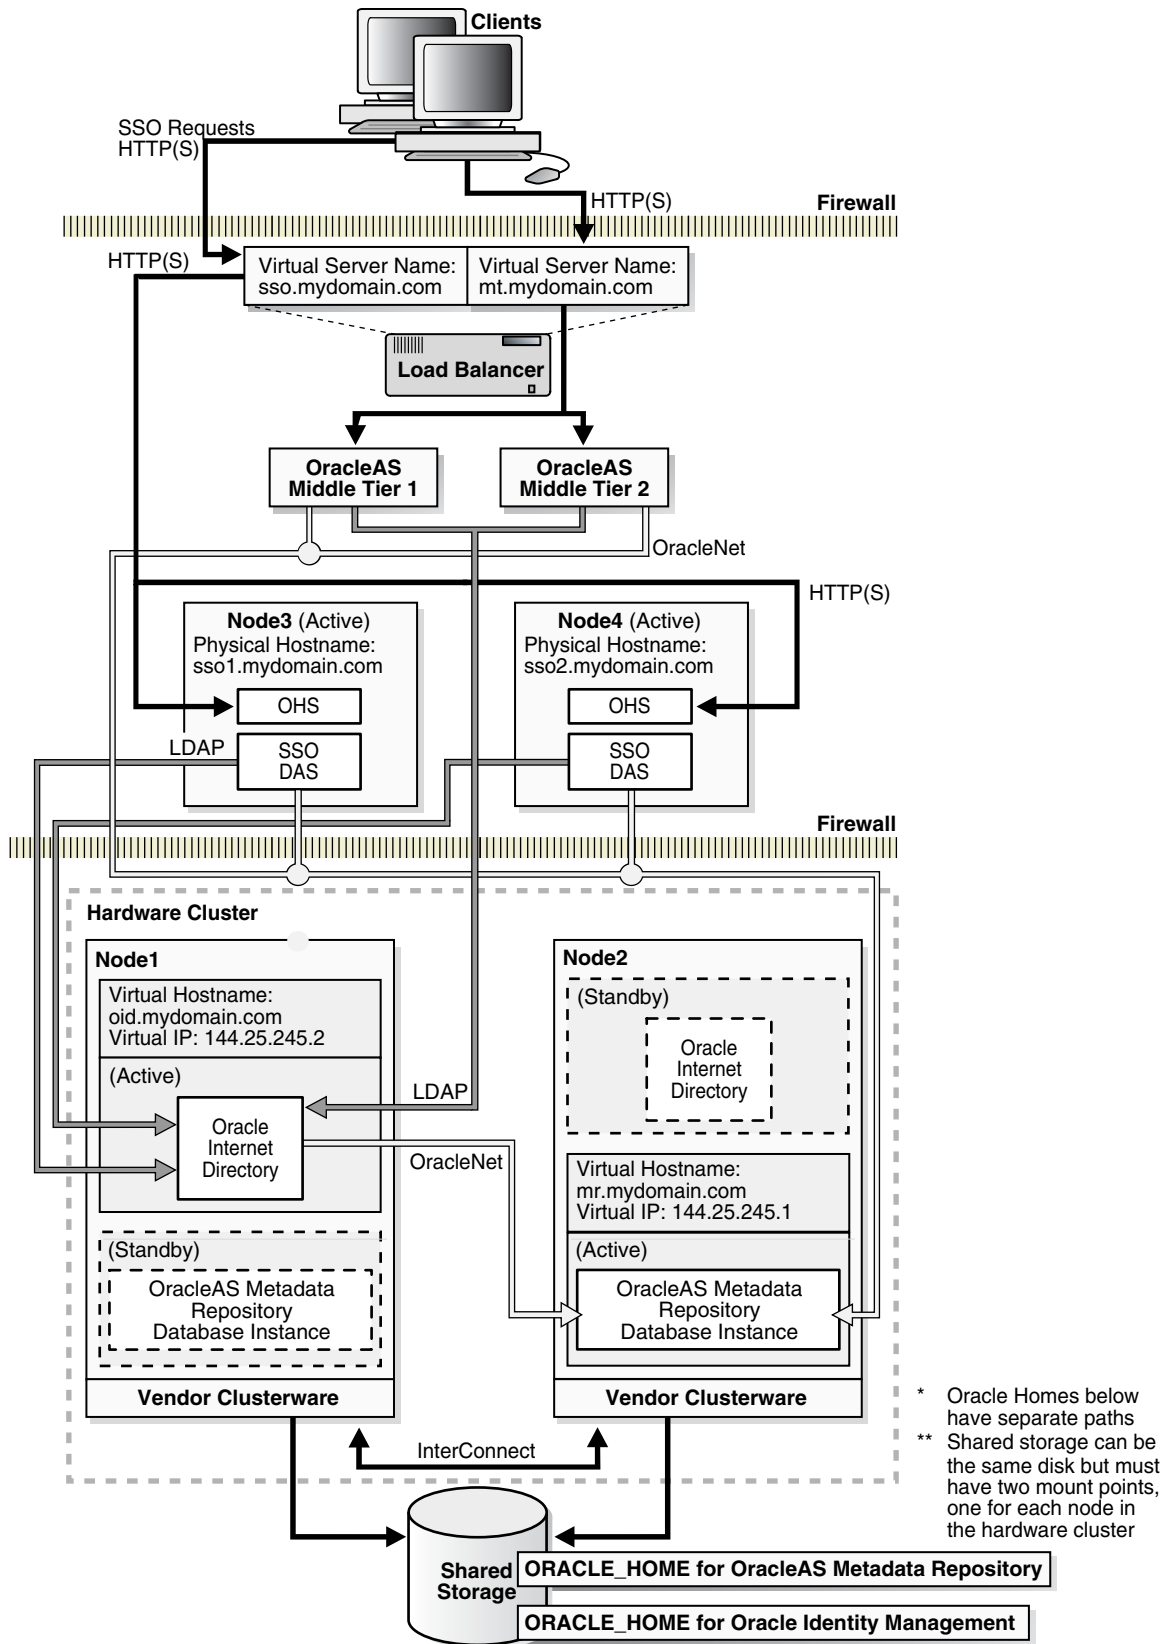 Clients
SSO Requests
HTTP(S)
HTTP(S)
Firewall
HTTP(S)
Virtual Server Name:
sso.mydomain.com
Virtual Server Name:
mt.mydomain.com
Load Balancer
OracleAS
Middle Tier 1
OracleAS
Middle Tier 2
OracleNet
HTTP(S)
Node3 (Active)
Physical Hostname:
sso1.mydomain.com
OHS
LDAP
SSO
DAS
Node4 (Active)
Physical Hostname:
sso2.mydomain.com
OHS
SSO
DAS
Firewall
Hardware Cluster
Node1
Virtual Hostname:
oid.mydomain.com
Virtual IP: 144.25.245.2
(Active)
Oracle
Internet
Directory
LDAP
OracleNet
(Standby)
OracleAS Metadata
Repository
Database Instance
Vendor Clusterware
Node2
(Standby)
Oracle
Internet
Directory
Virtual Hostname:
mr.mydomain.com
Virtual IP: 144.25.245.1
(Active)
OracleAS Metadata
Repository
Database Instance
Vendor Clusterware
InterConnect
* Oracle Homes below
have separate paths
** Shared storage can be
the same disk but must
have two mount points,
one for each node in
the hardware cluster
Shared
Storage
ORACLE_HOME for OracleAS Metadata Repository
ORACLE_HOME for Oracle Identity Management